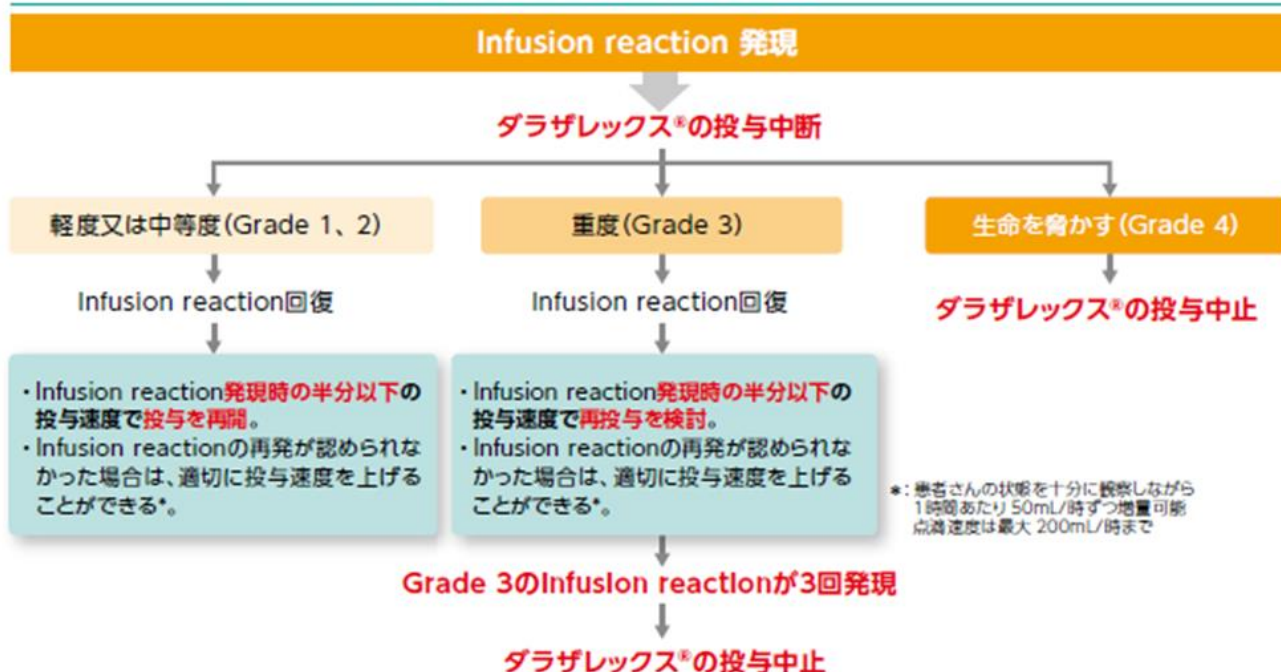 Infusion reaction 発現
ダラザレックス®の投与中断
軽度又は中等度(Grade 1、2)
Infusion reaction回復
・Infusion reaction発現時の半分以下の
投与速度で投与を再開。
・Infusion reactionの再発が認められな
かった場合は、適切に投与速度を上げる
ことができる*。
重度(Grade 3)
Infusion reaction回復
・Infusion reaction発現時の半分以下の
投与速度で再投与を検討。
・Infusion reactionの再発が認められな
かった場合は、適切に投与速度を上げる
ことができる*。
Grade 3のInfusion reactionが3回発現
ダラザレックス®の投与中止
生命を脅かす(Grade 4)
ダラザレックス®の投与中止
*：患者さんの状態を十分に観察しながら
1時間あたり 50mL/時ずつ増量可能
点滴速度は最大 200mL/時まで